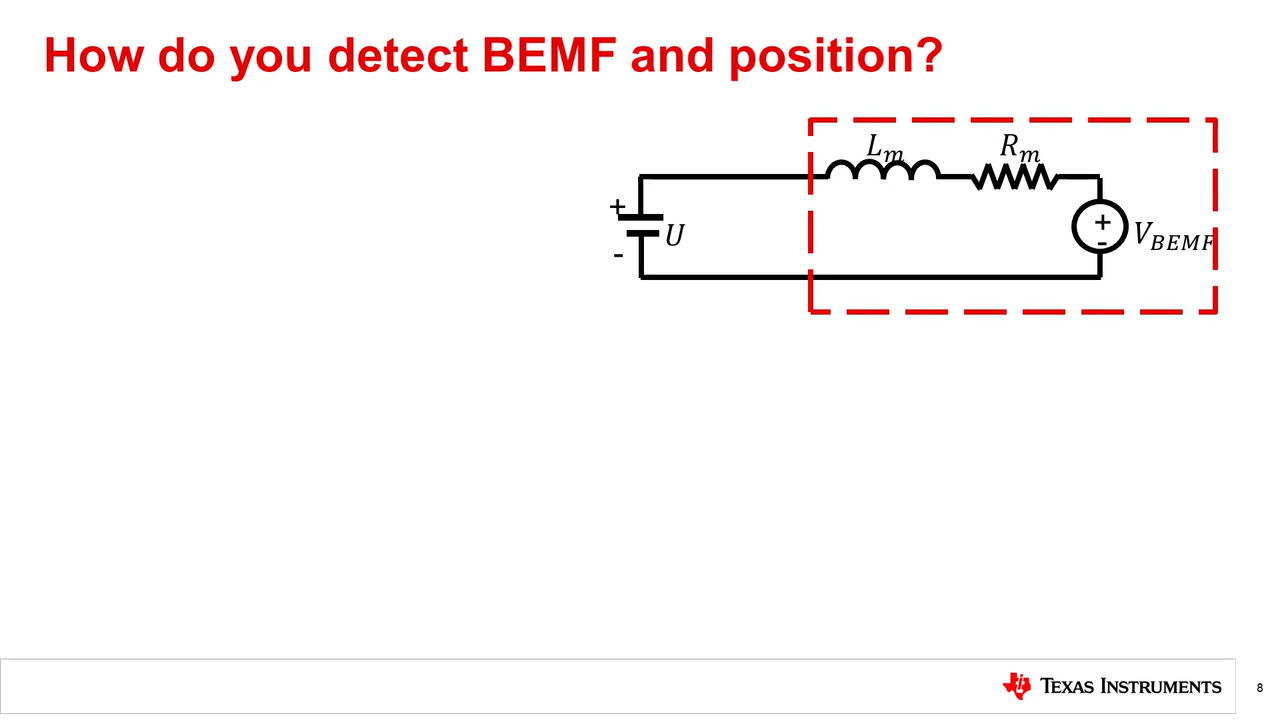 How do you detect BEMF and position?
L_m
R_m
+
U
-
+
-
V_BEMF
TEXAS INSTRUMENTS
8